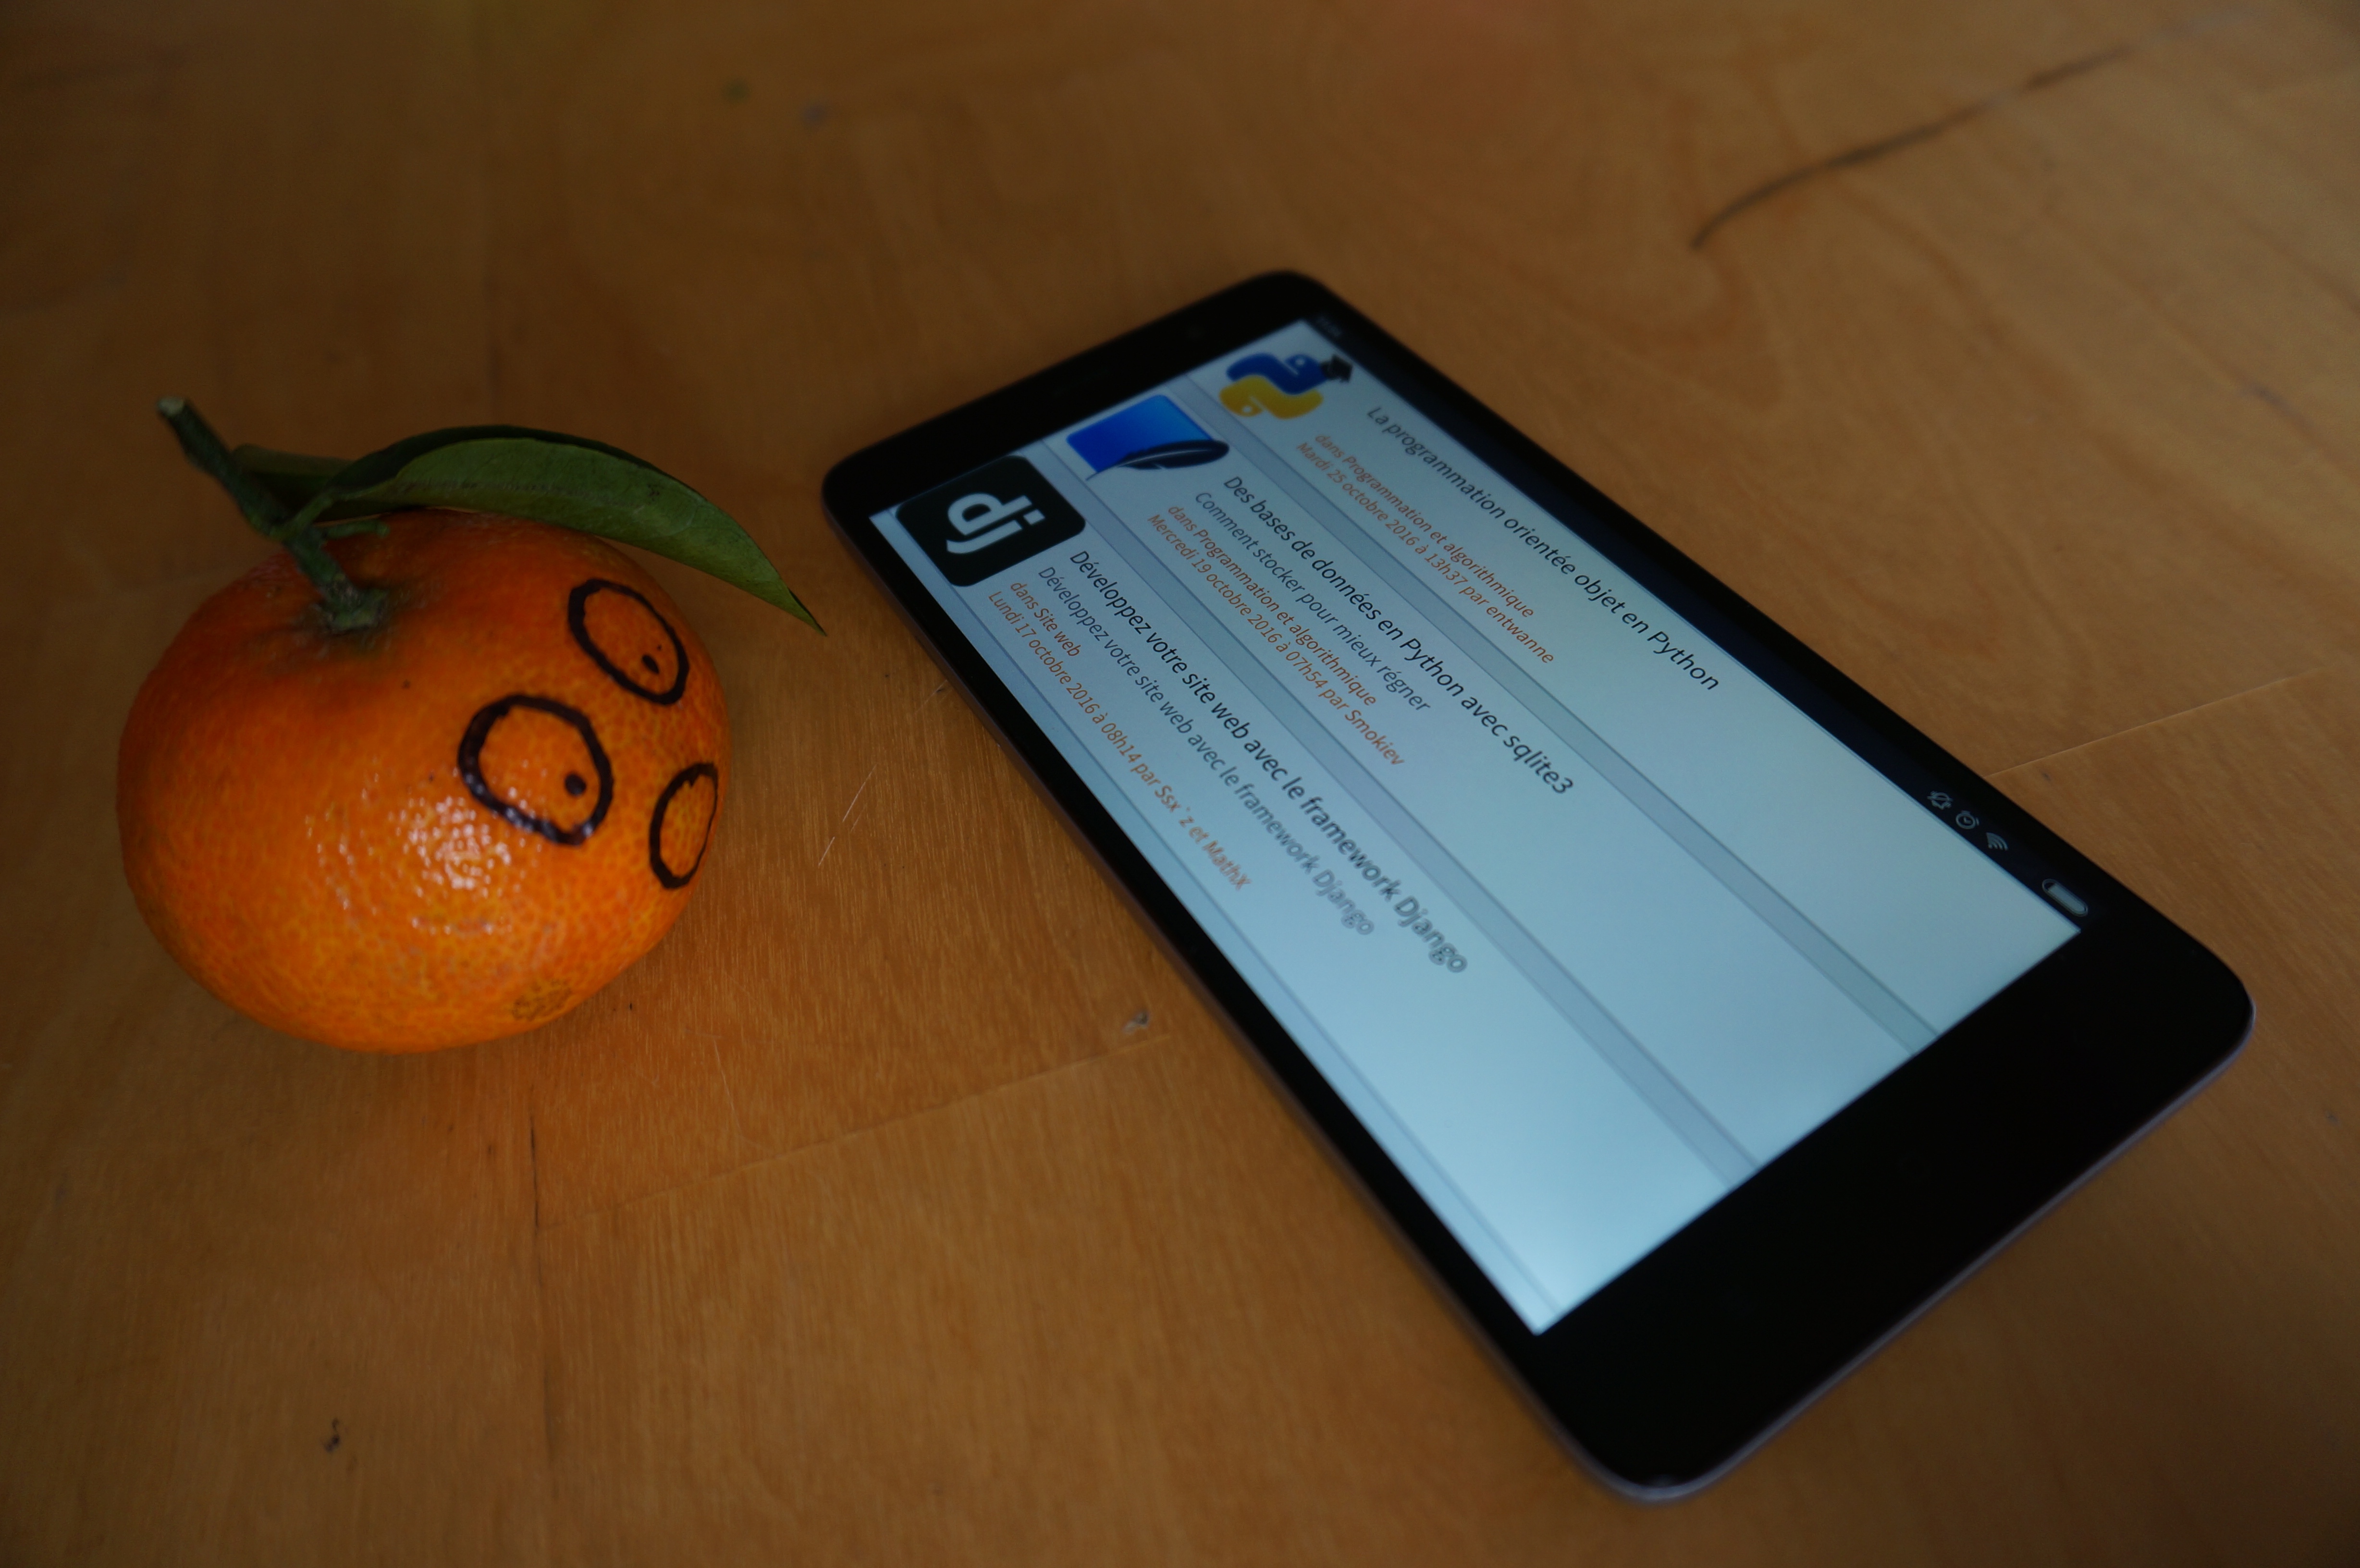 La programmation orientée objet en Python
dans Programmation et algorithmique
Mardi 25 octobre 2016 à 13h37 par entwanne
Des bases de données en Python avec sqlite3
Comment stocker pour mieux régner
dans Programmation et algorithmique
Mercredi 19 octobre 2016 à 07h54 par Smokiev
dj
Développez votre site web avec le framework Django
Développez votre site web avec le framework Django
dans Site web
Lundi 17 octobre 2016 à 08h14 par Ssx`z et MathX